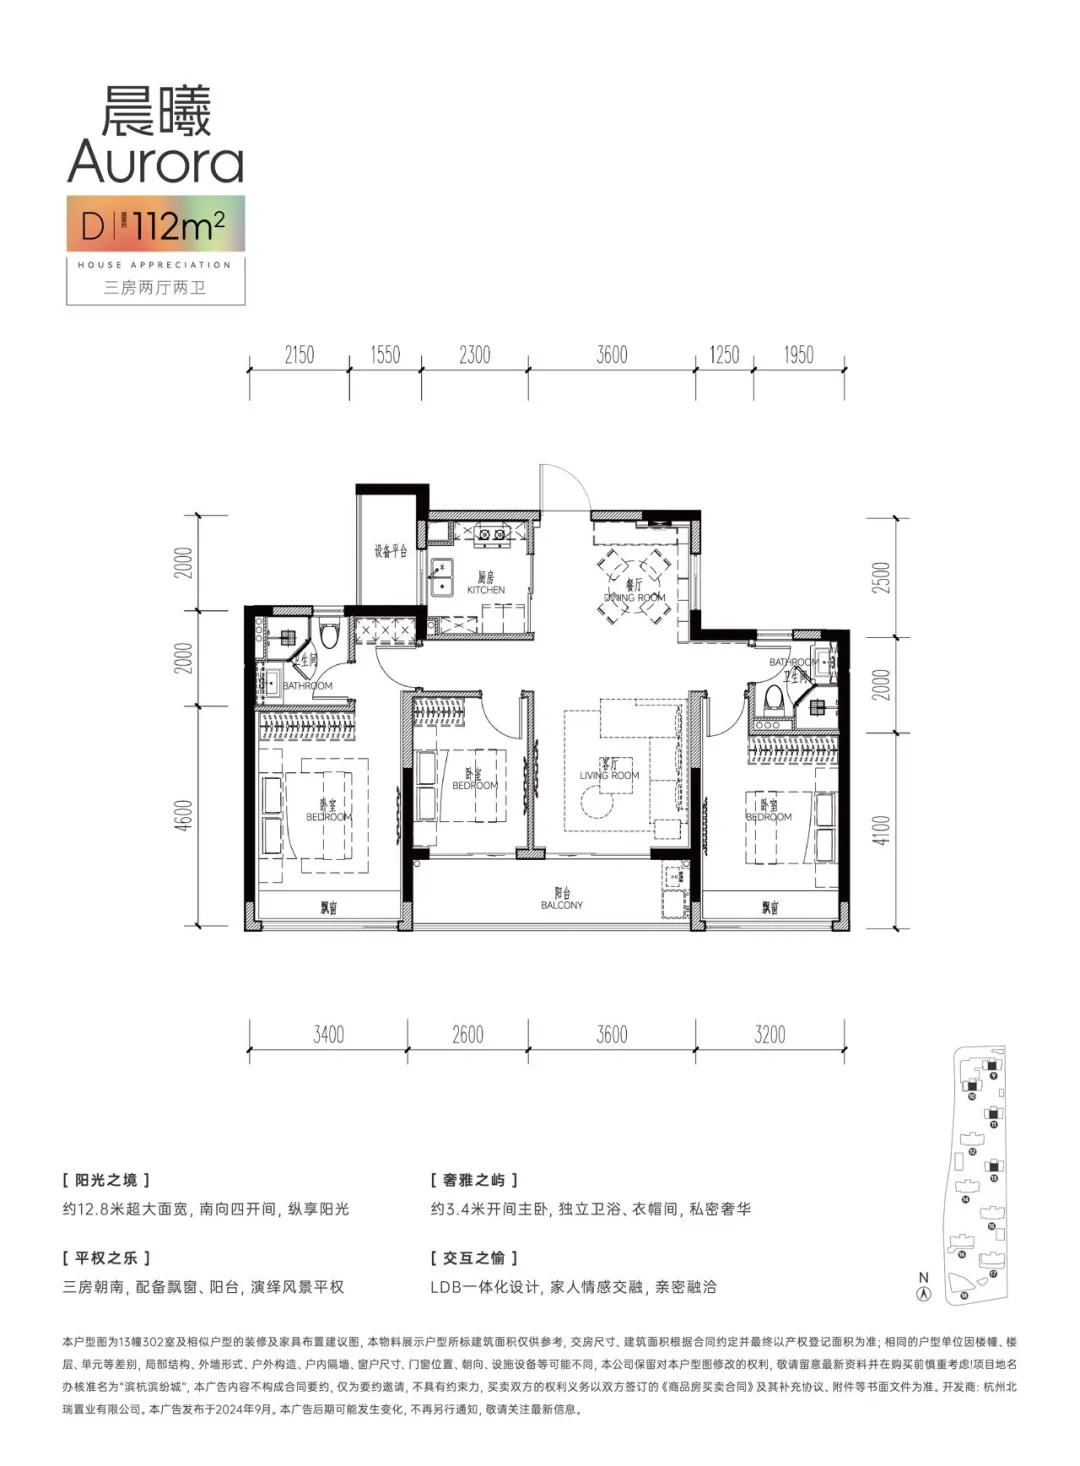 晨曦
Aurora
D 112m²
HOUSE APPRECIATION
三房两厅两卫
2150 1550 2300 3600 1250 1950
2000
2000
4600
2500
2000
4100
设备平台
厨房
KITCHEN
餐厅
DINING ROOM
卫生间
BATHROOM
BATHROOM
卫生间
客厅
LIVING ROOM
卧室
BEDROOM
卧室
BEDROOM
卧室
BEDROOM
飘窗
阳台
BALCONY
飘窗
3400 2600 3600 3200
9
10
11
12
13
14
15
16
17
18
N
[ 阳光之境 ]
约12.8米超大面宽, 南向四开间, 纵享阳光
[ 奢雅之屿 ]
约3.4米开间主卧, 独立卫浴、衣帽间, 私密奢华
[ 平权之乐 ]
三房朝南, 配备飘窗、阳台, 演绎风景平权
[ 交互之愉 ]
LDB一体化设计, 家人情感交融, 亲密融洽
本户型图为13幢302室及相似户型的装修及家具布置建议图, 本物料展示户型所标建筑面积仅供参考, 交房尺寸、建筑面积根据合同约定并最终以产权登记面积为准; 相同的户型单位因楼幢、楼
层、单元等差别, 局部结构、外墙形式、户外构造、户内隔墙、窗户尺寸、门窗位置、朝向、设施设备等可能不同, 本公司保留对本户型图修改的权利, 敬请留意最新资料并在购买前慎重考虑!项目地名
办核准名为“滨杭滨纷城”, 本广告内容不构成合同要约, 仅为要约邀请, 不具有约束力, 买卖双方的权利义务以双方签订的《商品房买卖合同》及其补充协议、附件等书面文件为准。开发商: 杭州北
瑞置业有限公司。本广告发布于2024年9月。本广告后期可能发生变化, 不再另行通知, 敬请关注最新信息。